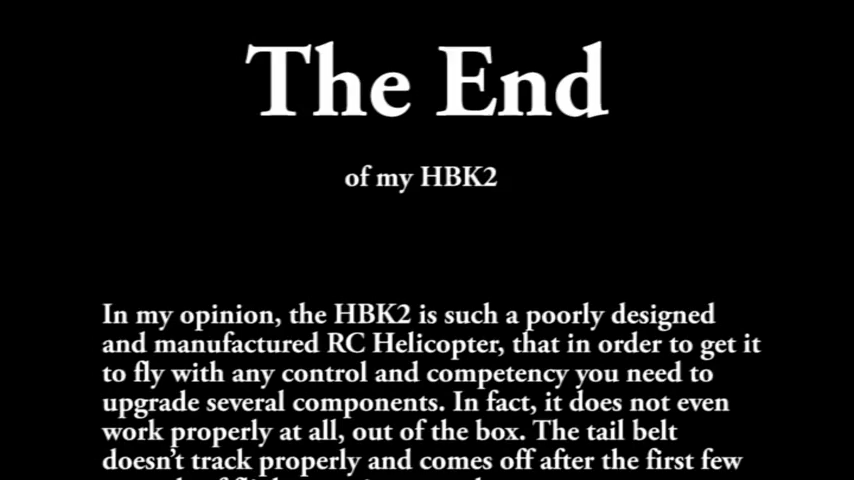 The End
of my HBK2
In my opinion, the HBK2 is such a poorly designed
and manufactured RC Helicopter, that in order to get it
to fly with any control and competency you need to
upgrade several components. In fact, it does not even
work properly at all, out of the box. The tail belt
doesn't track properly and comes off after the first few